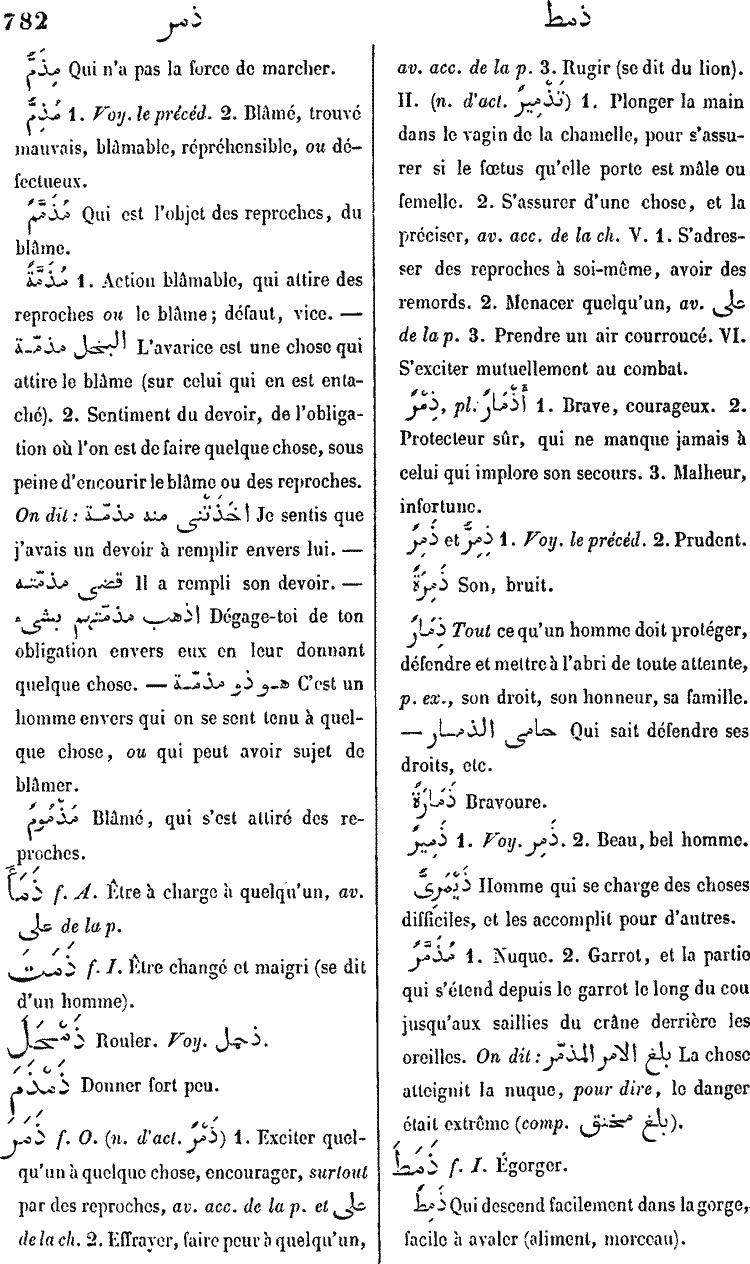 782 ذمر ذمط
مِذَمٌّ Qui n'a pas la force de marcher.
مُذِمٌّ 1. Voy. le précéd. 2. Blâmé, trouvé
mauvais, blâmable, répréhensible, ou dé-
fectueux.
مُذَمَّمٌ Qui est l'objet des reproches, du
blâme.
مَذَمَّةٌ 1. Action blâmable, qui attire des
reproches ou le blâme; défaut, vice. —
البخل مذمّة L'avarice est une chose qui
attire le blâme (sur celui qui en est enta-
ché). 2. Sentiment du devoir, de l'obliga-
tion où l'on est de faire quelque chose, sous
peine d'encourir le blâme ou des reproches.
On dit: اخَذَتْنى منه مذمّة Je sentis que
j'avais un devoir à remplir envers lui. —
قضى مذمّته Il a rempli son devoir. —
اذهب مذمّتهم بشىء Dégage-toi de ton
obligation envers eux en leur donnant
quelque chose. — هو ذو مذمّة C'est un
homme envers qui on se sent tenu à quel-
que chose, ou qui peut avoir sujet de
blâmer.
مَذْمُومٌ Blâmé, qui s'est attiré des re-
proches.
ذَمَأَ f. A. Être à charge à quelqu'un, av.
على de la p.
ذَمَتَ f. I. Être changé et maigri (se dit
d'un homme).
ذَمْحَلَ Rouler. Voy. ذحمل.
ذَمْذَمَ Donner fort peu.
ذَمَرَ f. O. (n. d'act. ذَمْرٌ) 1. Exciter quel-
qu'un à quelque chose, encourager, surtout
par des reproches, av. acc. de la p. et على
de la ch. 2. Effrayer, faire peur à quelqu'un,
av. acc. de la p. 3. Rugir (se dit du lion).
II. (n. d'act. تَذْمِيرٌ) 1. Plonger la main
dans le vagin de la chamelle, pour s'assu-
rer si le fœtus qu'elle porte est mâle ou
femelle. 2. S'assurer d'une chose, et la
préciser, av. acc. de la ch. V. 1. S'adres-
ser des reproches à soi-même, avoir des
remords. 2. Menacer quelqu'un, av. على
de la p. 3. Prendre un air courroucé. VI.
S'exciter mutuellement au combat.
ذَمْرٌ, pl. أَذْمَارٌ 1. Brave, courageux. 2.
Protecteur sûr, qui ne manque jamais à
celui qui implore son secours. 3. Malheur,
infortune.
ذَمِرٌ et ذِمِرٌّ 1. Voy. le précéd. 2. Prudent.
ذَمِرَةٌ Son, bruit.
ذِمَارٌ Tout ce qu'un homme doit protéger,
défendre et mettre à l'abri de toute atteinte,
p. ex., son droit, son honneur, sa famille.
— حامى الذمار Qui sait défendre ses
droits, etc.
ذَمَارَةٌ Bravoure.
ذَمِيرٌ 1. Voy. ذَمِر. 2. Beau, bel homme.
ذَيْمَرِىٌّ Homme qui se charge des choses
difficiles, et les accomplit pour d'autres.
مُذَمَّرٌ 1. Nuque. 2. Garrot, et la partie
qui s'étend depuis le garrot le long du cou
jusqu'aux saillies du crâne derrière les
oreilles. On dit: بلغ الامر المذمّر La chose
atteignit la nuque, pour dire, le danger
était extrême (comp. بلغ مخنق).
ذَمَطَ f. I. Égorger.
ذَمِطٌ Qui descend facilement dans la gorge,
facile à avaler (aliment, morceau).